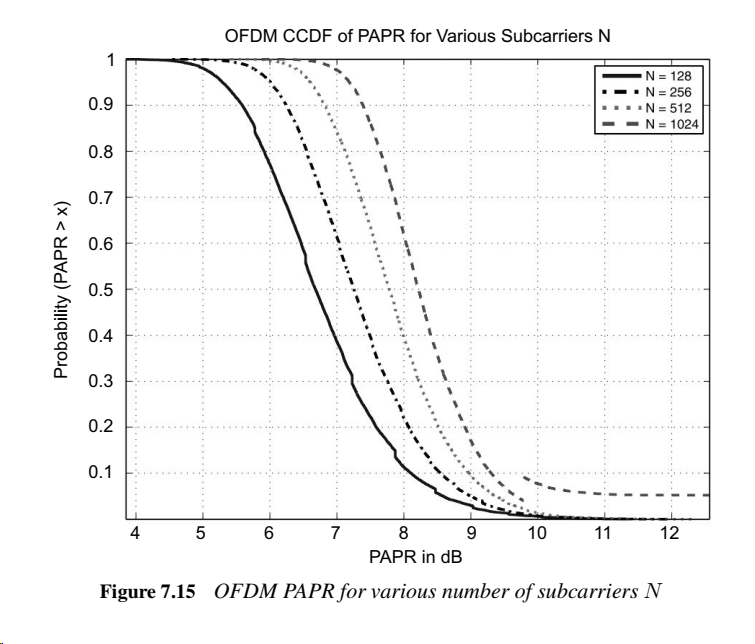 OFDM CCDF of PAPR for Various Subcarriers N
1
0.9
0.8
0.7
0.6
0.5
0.4
0.3
0.2
0.1
Probability (PAPR > x)
N = 128
N = 256
N = 512
N = 1024
4 5 6 7 8 9 10 11 12
PAPR in dB
Figure 7.15 OFDM PAPR for various number of subcarriers N